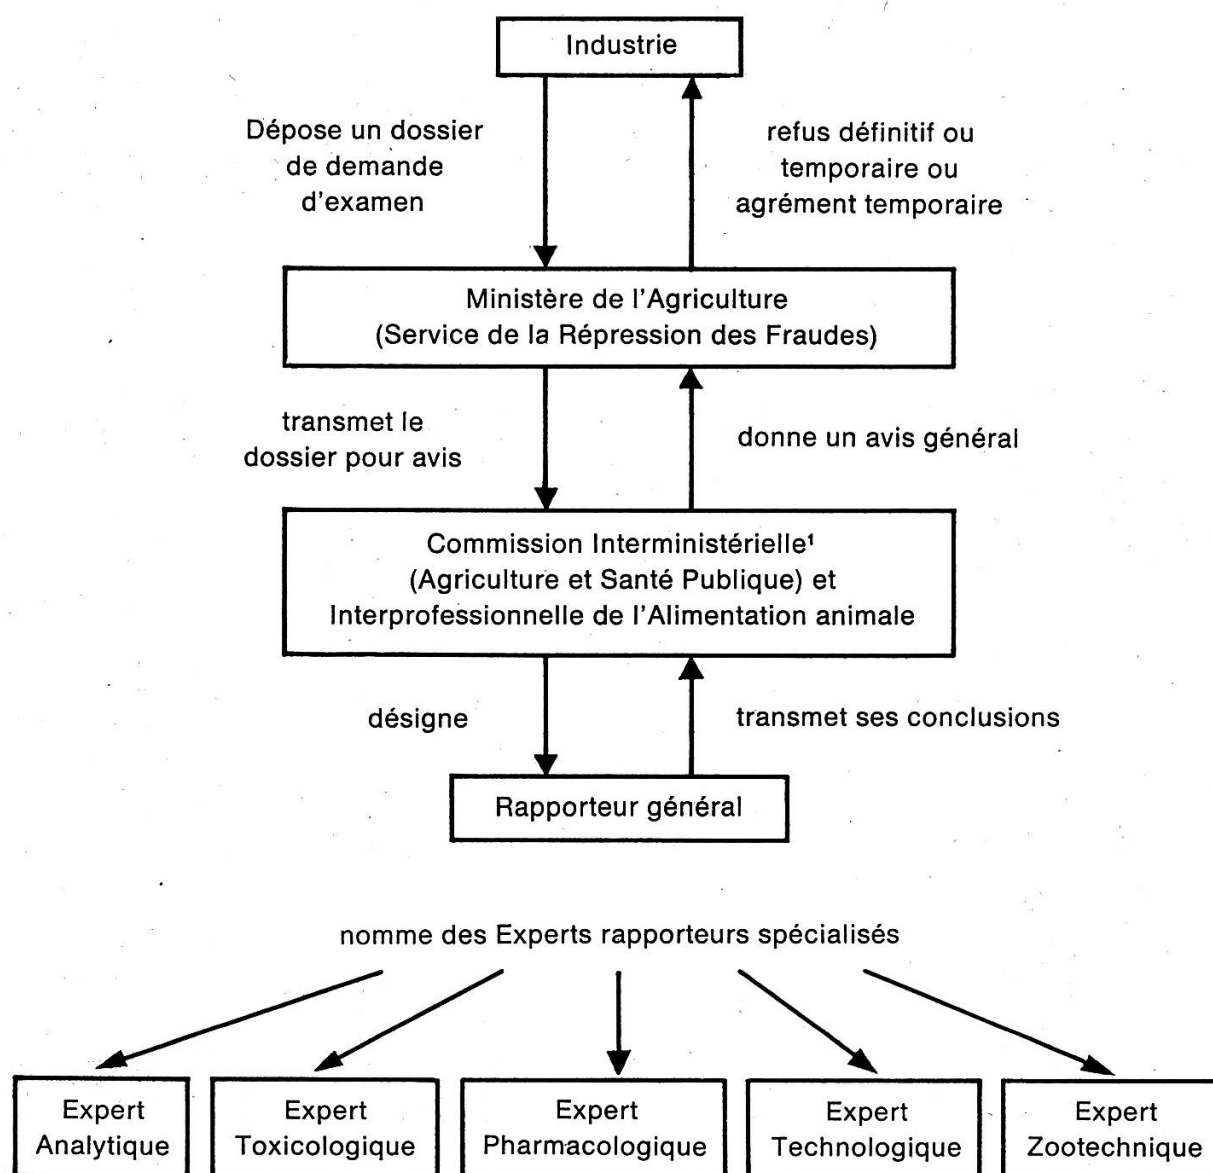 Industrie
Dépose un dossier
de demande
d'examen
refus définitif ou
temporaire ou
agrément temporaire
Ministère de l'Agriculture
(Service de la Répression des Fraudes)
transmet le
dossier pour avis
donne un avis général
Commission Interministérielle¹
(Agriculture et Santé Publique) et
Interprofessionnelle de l'Alimentation animale
désigne
transmet ses conclusions
Rapporteur général
nomme des Experts rapporteurs spécialisés
Expert
Analytique
Expert
Toxicologique
Expert
Pharmacologique
Expert
Technologique
Expert
Zootechnique